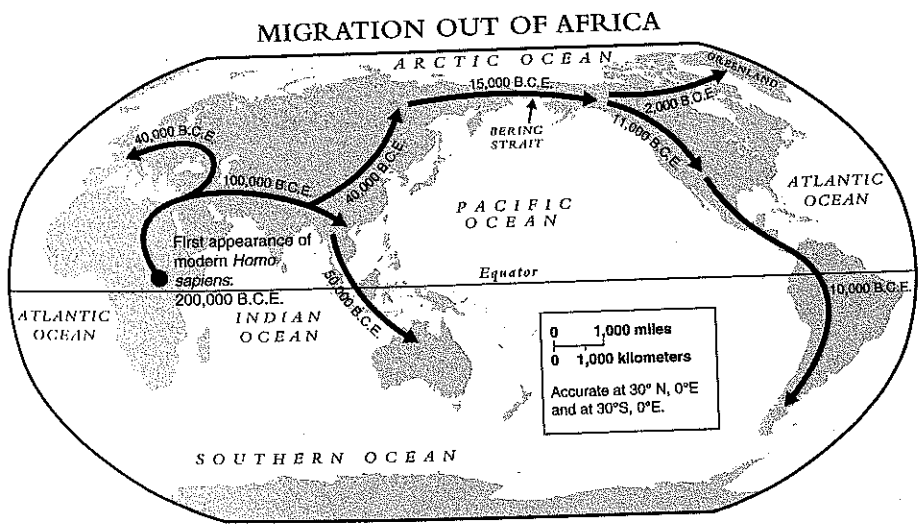 MIGRATION OUT OF AFRICA
ARCTIC OCEAN
GREENLAND
15,000 B.C.E.
2,000 B.C.E.
BERING
STRAIT
11,000 B.C.E.
40,000 B.C.E
100,000 B.C.E.
40,000 B.C.E.
ATLANTIC
OCEAN
PACIFIC
OCEAN
First appearance of
modern Homo
sapiens:
200,000 B.C.E.
50,000 B.C.E.
Equator
10,000 B.C.E.
ATLANTIC
OCEAN
INDIAN
OCEAN
0 1,000 miles
0 1,000 kilometers
Accurate at 30° N, 0°E
and at 30°S, 0°E.
SOUTHERN OCEAN